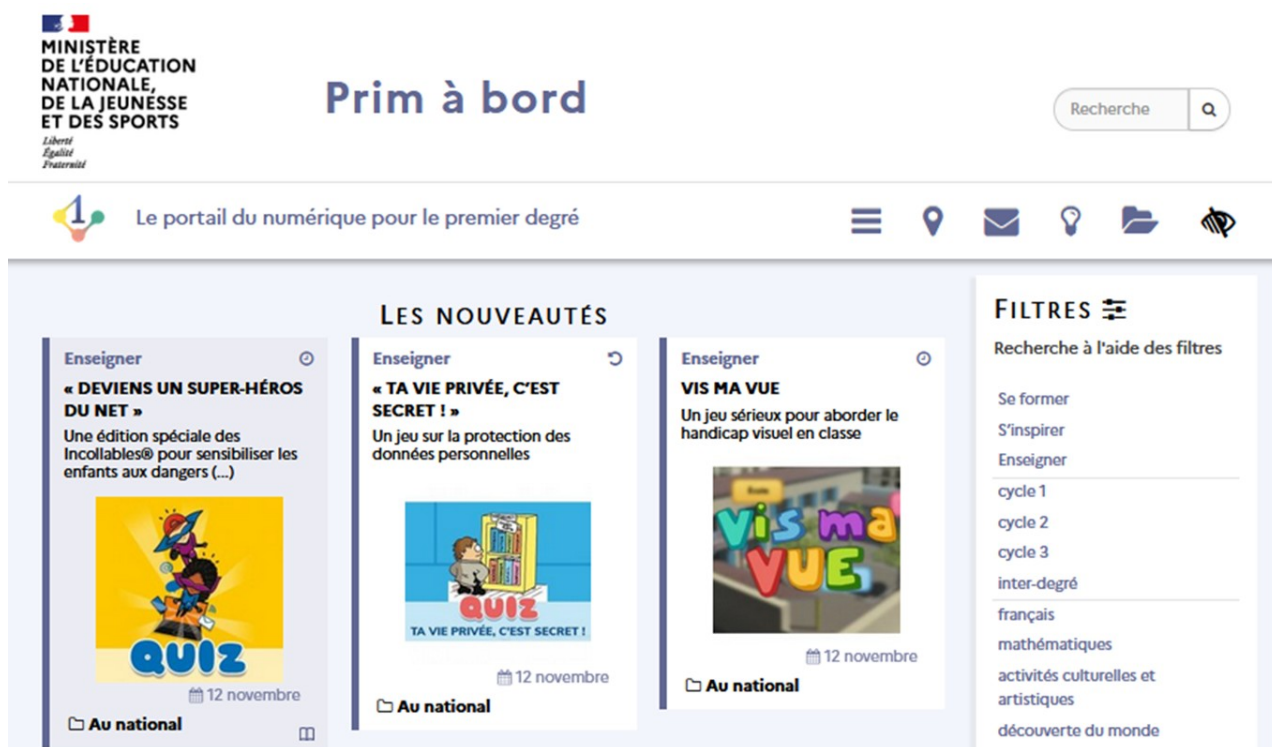 MINISTÈRE
DE L'ÉDUCATION
NATIONALE,
DE LA JEUNESSE
ET DES SPORTS
Liberté
Égalité
Fraternité
Prim à bord
Recherche
1
Le portail du numérique pour le premier degré
LES NOUVEAUTÉS
Enseigner
« DEVIENS UN SUPER-HÉROS
DU NET »
Une édition spéciale des
Incollables® pour sensibiliser les
enfants aux dangers (...)
QUIZ
12 novembre
Au national
Enseigner
« TA VIE PRIVÉE, C'EST
SECRET ! »
Un jeu sur la protection des
données personnelles
QUIZ
TA VIE PRIVÉE, C'EST SECRET !
12 novembre
Au national
Enseigner
VIS MA VUE
Un jeu sérieux pour aborder le
handicap visuel en classe
Vis ma
VUE
12 novembre
Au national
FILTRES
Recherche à l'aide des filtres
Se former
S'inspirer
Enseigner
cycle 1
cycle 2
cycle 3
inter-degré
français
mathématiques
activités culturelles et
artistiques
découverte du monde